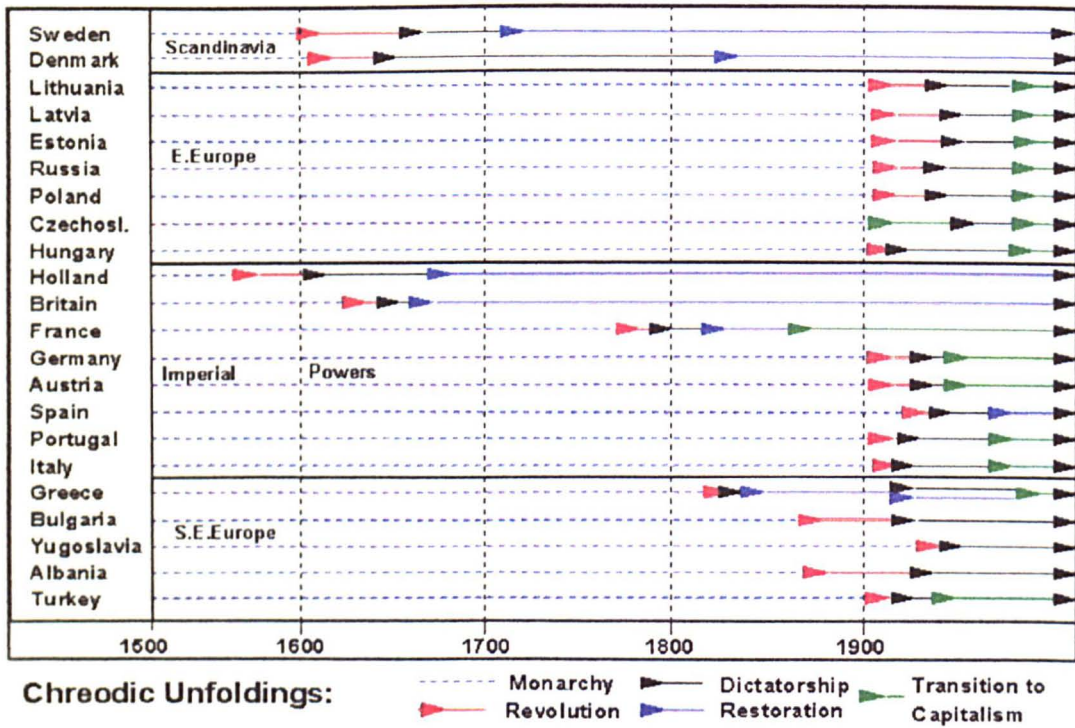 Sweden
Scandinavia
Denmark
Lithuania
Latvia
Estonia
E.Europe
Russia
Poland
Czechosl.
Hungary
Holland
Britain
France
Germany
Imperial Powers
Austria
Spain
Portugal
Italy
Greece
Bulgaria
S.E.Europe
Yugoslavia
Albania
Turkey
1500 1600 1700 1800 1900
Chreodic Unfoldings:
Monarchy Dictatorship Transition to
Revolution Restoration Capitalism